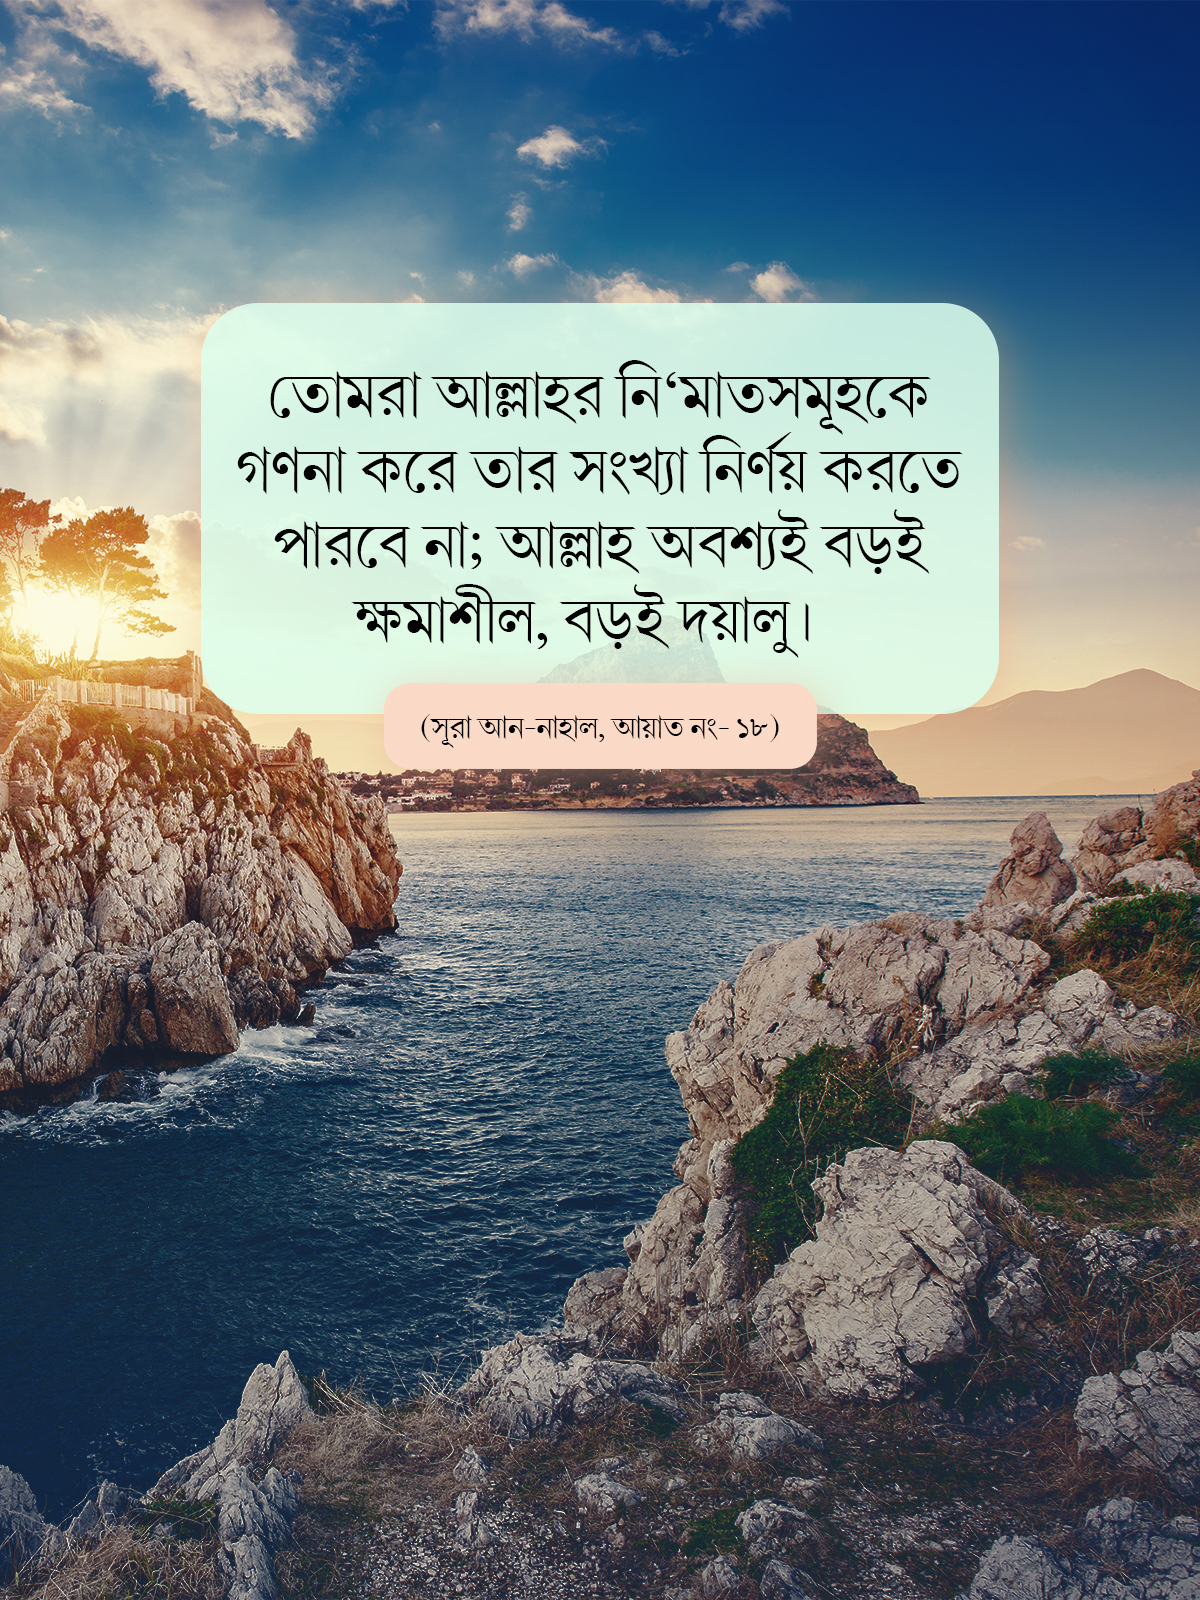 তোমরা আল্লাহর নি‘মাতসমূহকে
গণনা করে তার সংখ্যা নির্ণয় করতে
পারবে না; আল্লাহ অবশ্যই বড়ই
ক্ষমাশীল, বড়ই দয়ালু।
(সূরা আন-নাহাল, আয়াত নং- ১৮)